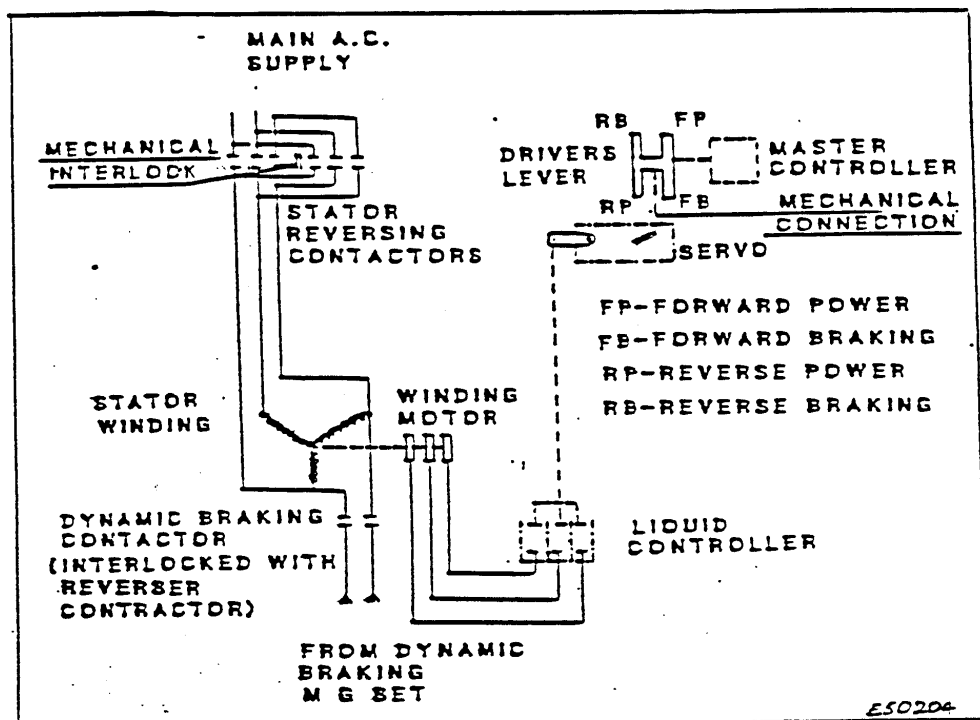 MAIN A.C.
SUPPLY
MECHANICAL
INTERLOCK
STATOR
REVERSING
CONTACTORS
RB FP
DRIVERS
LEVER
MASTER
CONTROLLER
RP FB
MECHANICAL
CONNECTION
SERVO
FP-FORWARD POWER
FB-FORWARD BRAKING
RP-REVERSE POWER
RB-REVERSE BRAKING
STATOR
WINDING
WINDING
MOTOR
DYNAMIC BRAKING
CONTACTOR
(INTERLOCKED WITH
REVERSER
CONTRACTOR)
LIQUID
CONTROLLER
FROM DYNAMIC
BRAKING
M G SET
E50204